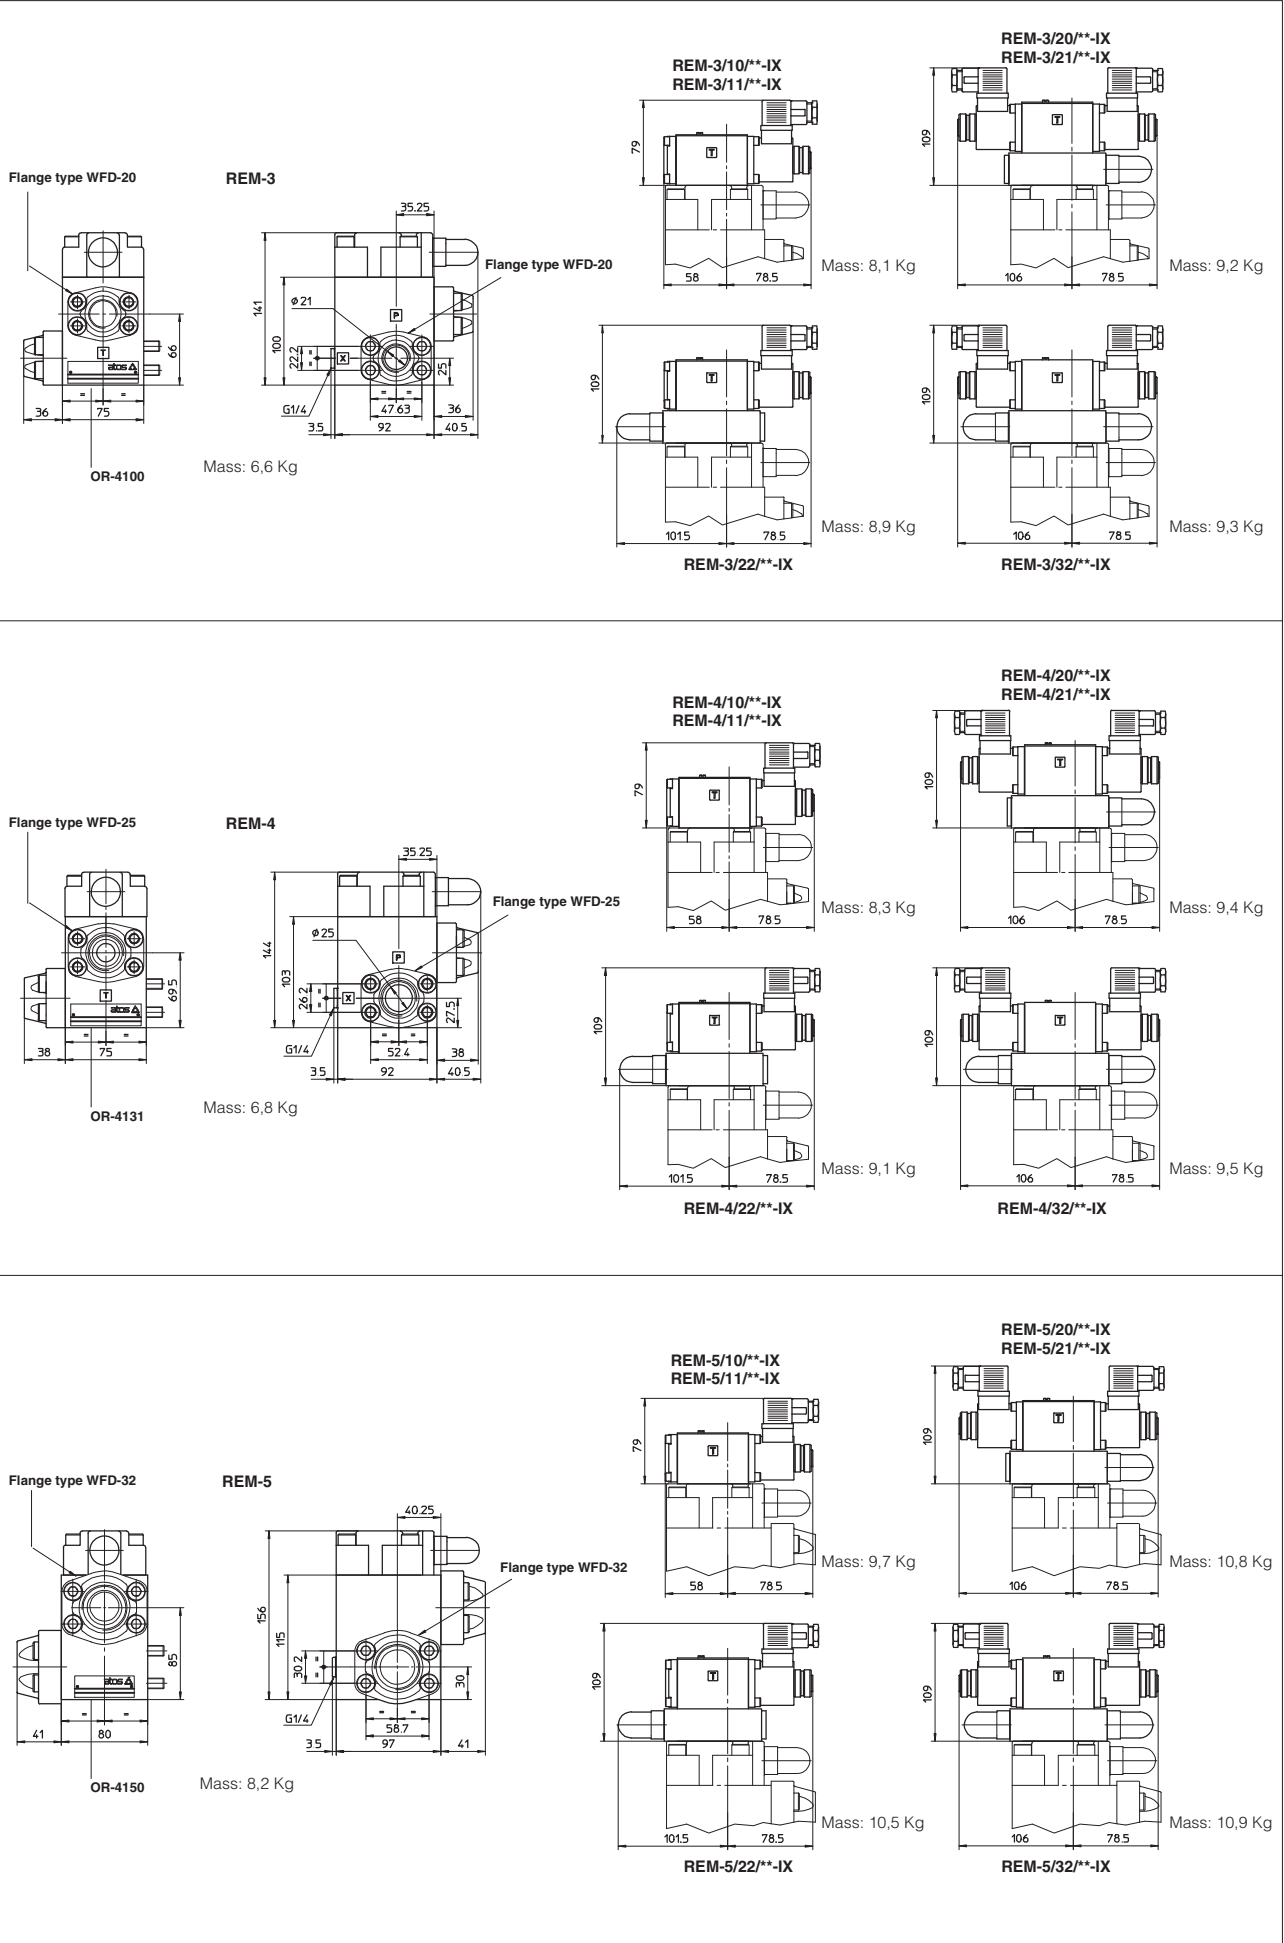 REM-3/20/**-IX
REM-3/21/**-IX
REM-3/10/**-IX
REM-3/11/**-IX
109
79
T
T
Flange type WFD-20
REM-3
35.25
Flange type WFD-20
Mass: 8,1 Kg
Mass: 9,2 Kg
58
78.5
106
78.5
ø 21
141
100
P
X
22.2
=
=
25
66
T
atos
=
=
36
75
G1/4
=
=
47.63
36
3.5
92
40.5
OR-4100
Mass: 6,6 Kg
109
T
109
T
Mass: 8,9 Kg
Mass: 9,3 Kg
101.5
78.5
106
78.5
REM-3/22/**-IX
REM-3/32/**-IX
REM-4/20/**-IX
REM-4/21/**-IX
REM-4/10/**-IX
REM-4/11/**-IX
109
79
T
T
Flange type WFD-25
REM-4
35.25
Flange type WFD-25
Mass: 8,3 Kg
Mass: 9,4 Kg
58
78.5
106
78.5
ø 25
144
103
P
X
26.2
=
=
27.5
69.5
T
atos
=
=
38
75
G1/4
=
=
52.4
38
3.5
92
40.5
OR-4131
Mass: 6,8 Kg
109
T
109
T
Mass: 9,1 Kg
Mass: 9,5 Kg
101.5
78.5
106
78.5
REM-4/22/**-IX
REM-4/32/**-IX
REM-5/20/**-IX
REM-5/21/**-IX
REM-5/10/**-IX
REM-5/11/**-IX
109
79
T
T
Flange type WFD-32
REM-5
40.25
Flange type WFD-32
Mass: 9,7 Kg
Mass: 10,8 Kg
58
78.5
106
78.5
156
115
30.2
=
=
30
85
atos
=
=
41
80
G1/4
=
=
58.7
3.5
97
41
OR-4150
Mass: 8,2 Kg
109
T
109
T
Mass: 10,5 Kg
Mass: 10,9 Kg
101.5
78.5
106
78.5
REM-5/22/**-IX
REM-5/32/**-IX